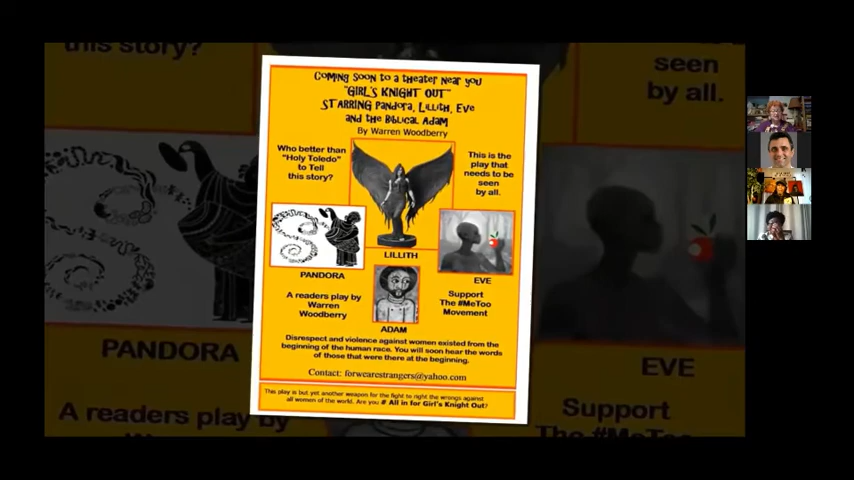 this story?
seen
by all.
COMING SOON TO A THEATER NEAR YOU
"GIRL'S KNIGHT OUT"
STARRING PANDORA, LILLITH, EVE
AND THE BIBLICAL ADAM
By Warren Woodberry
Who better than
"Holy Toledo"
to Tell
this story?
This is the
play that
needs to be
seen
by all.
LILLITH
PANDORA
EVE
A readers play by
Warren
Woodberry
Support
The #MeToo
Movement
ADAM
Disrespect and violence against women existed from the
beginning of the human race. You will soon hear the words
of those that were there at the beginning.
Contact: forwearestrangers@yahoo.com
This play is but yet another weapon for the fight to right the wrongs against
all women of the world. Are you # All in for Girl's Knight Out?
PANDORA
EVE
A readers play by
Support
The #MeToo